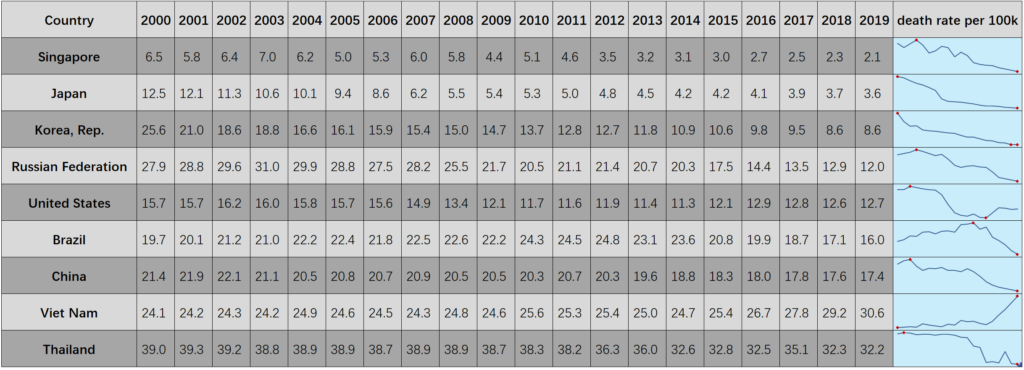 Country 2000 2001 2002 2003 2004 2005 2006 2007 2008 2009 2010 2011 2012 2013 2014 2015 2016 2017 2018 2019 death rate per 100k
Singapore 6.5 5.8 6.4 7.0 6.2 5.0 5.3 6.0 5.8 4.4 5.1 4.6 3.5 3.2 3.1 3.0 2.7 2.5 2.3 2.1
Japan 12.5 12.1 11.3 10.6 10.1 9.4 8.6 6.2 5.5 5.4 5.3 5.0 4.8 4.5 4.2 4.2 4.1 3.9 3.7 3.6
Korea, Rep. 25.6 21.0 18.6 18.8 16.6 16.1 15.9 15.4 15.0 14.7 13.7 12.8 12.7 11.8 10.9 10.6 9.8 9.5 8.6 8.6
Russian Federation 27.9 28.8 29.6 31.0 29.9 28.8 27.5 28.2 25.5 21.7 20.5 21.1 21.4 20.7 20.3 17.5 14.4 13.5 12.9 12.0
United States 15.7 15.7 16.2 16.0 15.8 15.7 15.6 14.9 13.4 12.1 11.7 11.6 11.9 11.4 11.3 12.1 12.9 12.8 12.6 12.7
Brazil 19.7 20.1 21.2 21.0 22.2 22.4 21.8 22.5 22.6 22.2 24.3 24.5 24.8 23.1 23.6 20.8 19.9 18.7 17.1 16.0
China 21.4 21.9 22.1 21.1 20.5 20.8 20.7 20.9 20.5 20.5 20.3 20.7 20.3 19.6 18.8 18.3 18.0 17.8 17.6 17.4
Viet Nam 24.1 24.2 24.3 24.2 24.9 24.6 24.5 24.3 24.8 24.6 25.6 25.3 25.4 25.0 24.7 25.4 26.7 27.8 29.2 30.6
Thailand 39.0 39.3 39.2 38.8 38.9 38.9 38.7 38.9 38.9 38.7 38.3 38.2 36.3 36.0 32.6 32.8 32.5 35.1 32.3 32.2